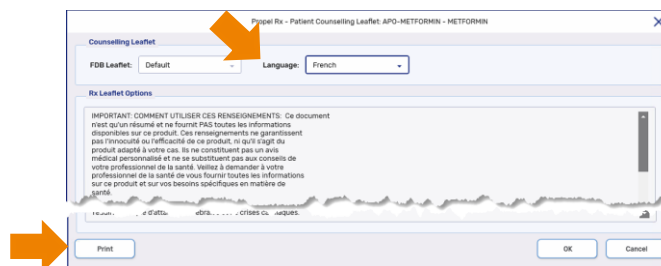 Propel Rx - Patient Counselling Leaflet: APO-METFORMIN - METFORMIN
Counselling Leaflet
FDB Leaflet: Default Language: French
Rx Leaflet Options
IMPORTANT: COMMENT UTILISER CES RENSEIGNEMENTS: Ce document
n'est qu'un résumé et ne fournit PAS toutes les informations
disponibles sur ce produit. Ces renseignements ne garantissent
pas l'innocuité ou l'efficacité de ce produit, ni qu'il s'agit du
produit adapté à votre cas. Ils ne constituent pas un avis
médical personnalisé et ne se substituent pas aux conseils de
votre professionnel de la santé. Veillez à demander à votre
professionnel de la santé de vous fournir toutes les informations
sur ce produit et sur vos besoins spécifiques en matière de
santé.
crises
Print OK Cancel